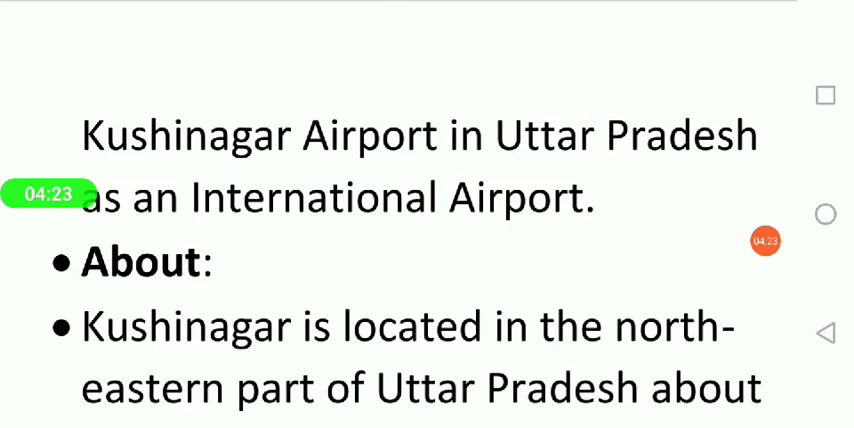 Kushinagar Airport in Uttar Pradesh
04:23
as an International Airport.
04:23
• About:
• Kushinagar is located in the north-
eastern part of Uttar Pradesh about